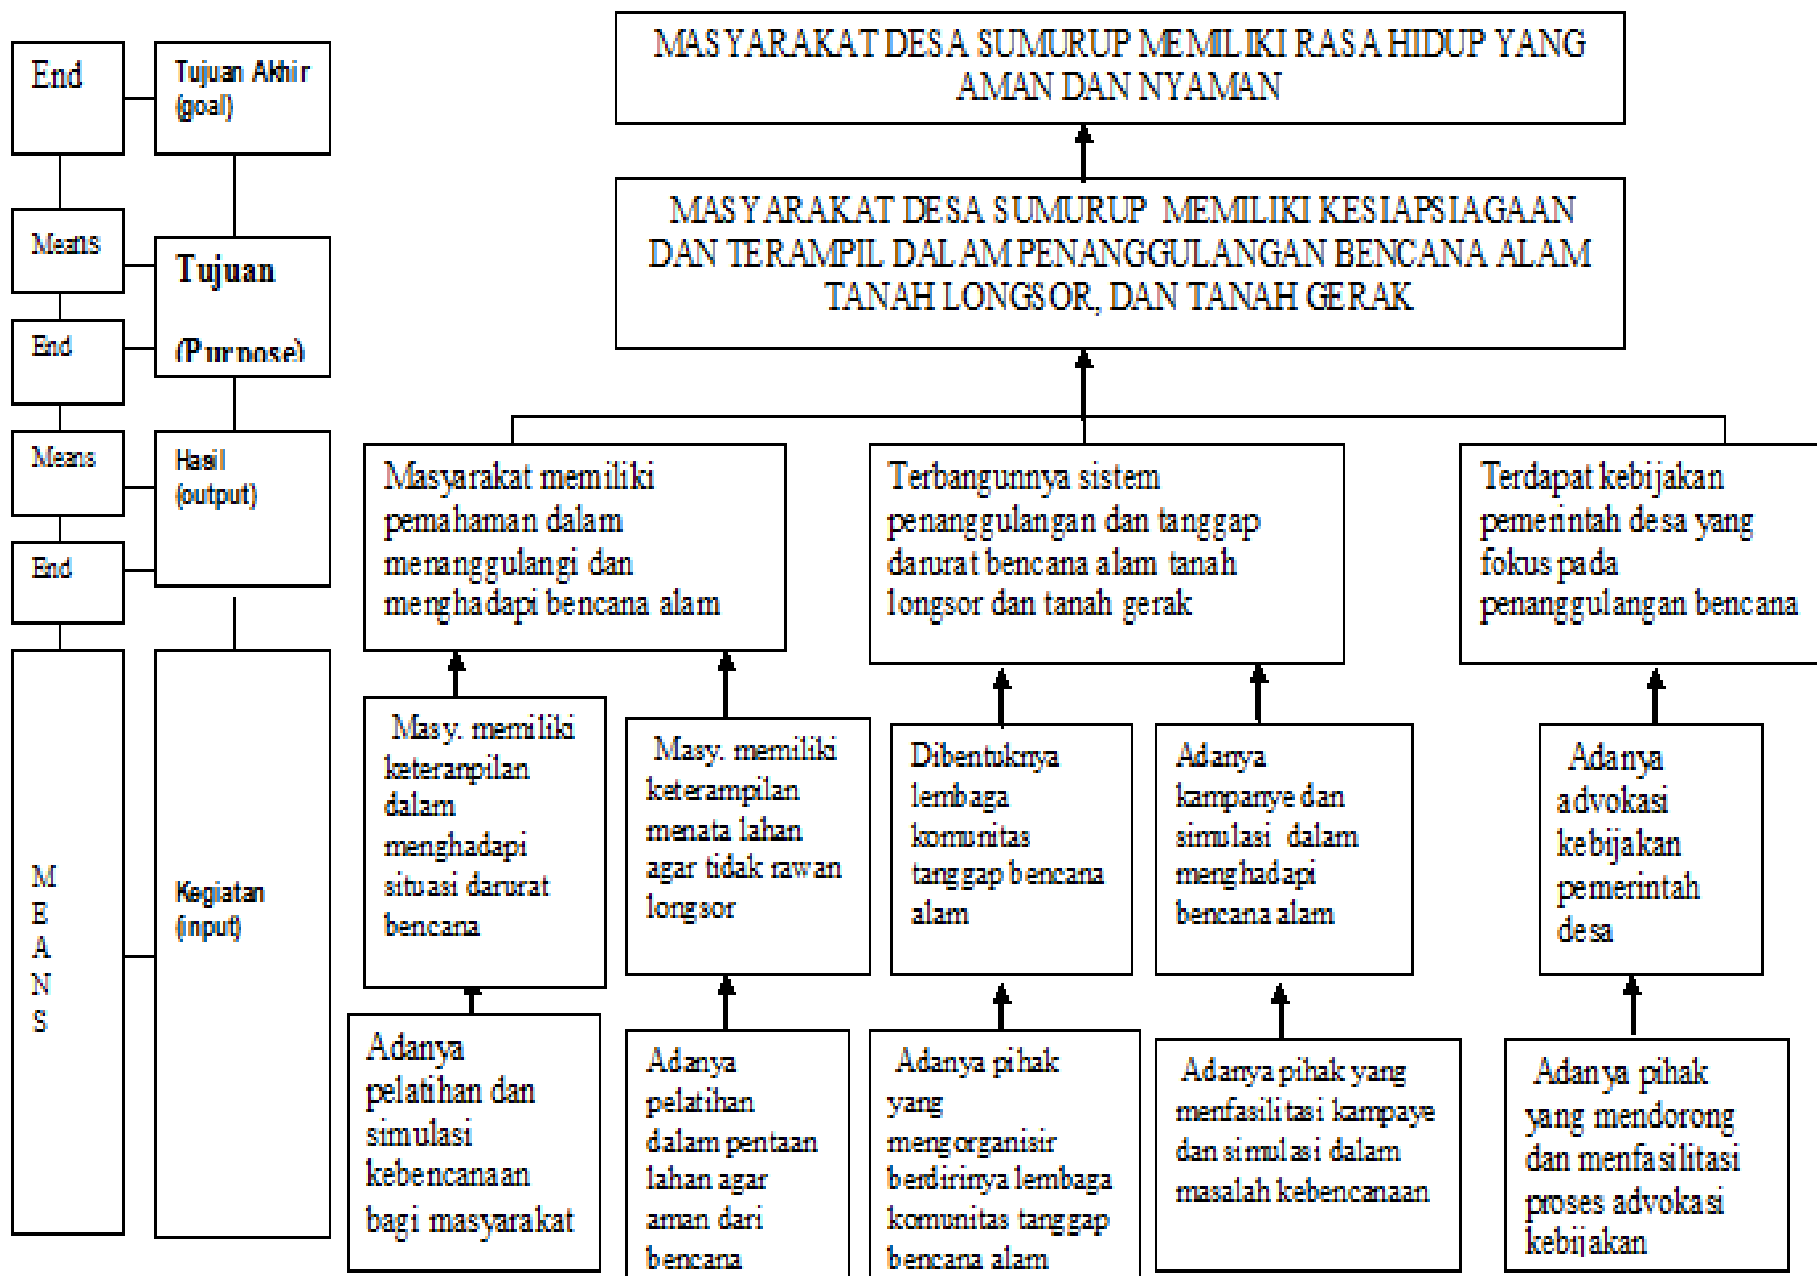 End
Tujuan Akhir
(goal)
Means
Tujuan
(Purpose)
End
Means
Hasil
(output)
End
M
E
A
N
S
Kegiatan
(input)
MASYARAKAT DESA SUMURUP MEMILIKI RASA HIDUP YANG
AMAN DAN NYAMAN
MASYARAKAT DESA SUMURUP MEMILIKI KESIAPSIAGAAN
DAN TERAMPIL DALAM PENANGGULANGAN BENCANA ALAM
TANAH LONGSOR, DAN TANAH GERAK
Masyarakat memiliki
pemahaman dalam
menanggulangi dan
menghadapi bencana alam
Terbangunnya sistem
penanggulangan dan tanggap
darurat bencana alam tanah
longsor dan tanah gerak
Terdapat kebijakan
pemerintah desa yang
fokus pada
penanggulangan bencana
Masy. memiliki
keteranpilan
dalam
menghadapi
situasi darurat
bencana
Masy. memiliki
keterampilan
menata lahan
agar tidak rawan
longsor
Dibentuknya
lembaga
komunitas
tanggap bencana
alam
Adanya
kampanye dan
simulasi dalam
menghadapi
bencana alam
Adanya
advokasi
kebijakan
pemerintah
desa
Adanya
pelatihan dan
simulasi
kebencanaan
bagi masyarakat
Adanya
pelatihan
dalam pentaan
lahan agar
aman dari
bencana
Adanya pihak
yang
mengorganisir
berdirinya lembaga
komunitas tanggap
bencana alam
Adanya pihak yang
menfasilitasi kampaye
dan simulasi dalam
masalah kebencanaan
Adanya pihak
yang mendorong
dan menfasilitasi
proses advokasi
kebijakan